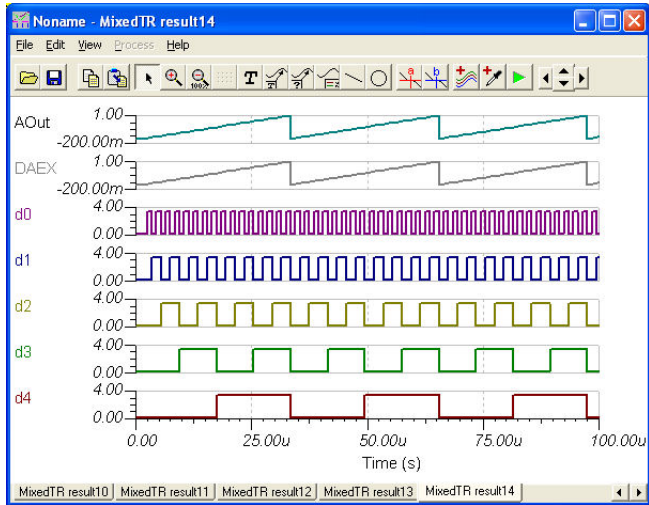 Noname - MixedTR result14
File Edit View Process Help
100%
T
a
b
AOut
1.00
-200.00m
DAEX
1.00
-200.00m
d0
4.00
0.00
d1
4.00
0.00
d2
4.00
0.00
d3
4.00
0.00
d4
4.00
0.00
0.00 25.00u 50.00u 75.00u 100.00u
Time (s)
MixedTR result10 MixedTR result11 MixedTR result12 MixedTR result13 MixedTR result14